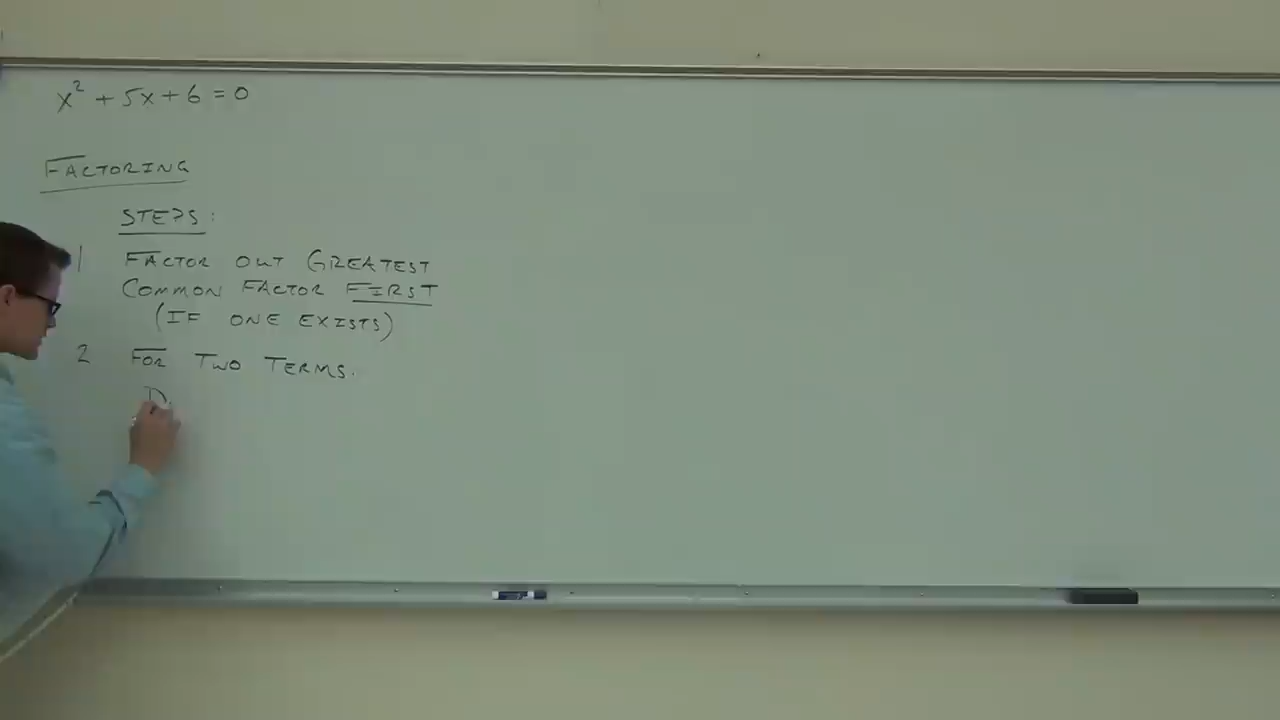 x² + 5x + 6 = 0
FACTORING
STEPS:
1 FACTOR OUT GREATEST
COMMON FACTOR FIRST
(IF ONE EXISTS)
2 FOR TWO TERMS.
D